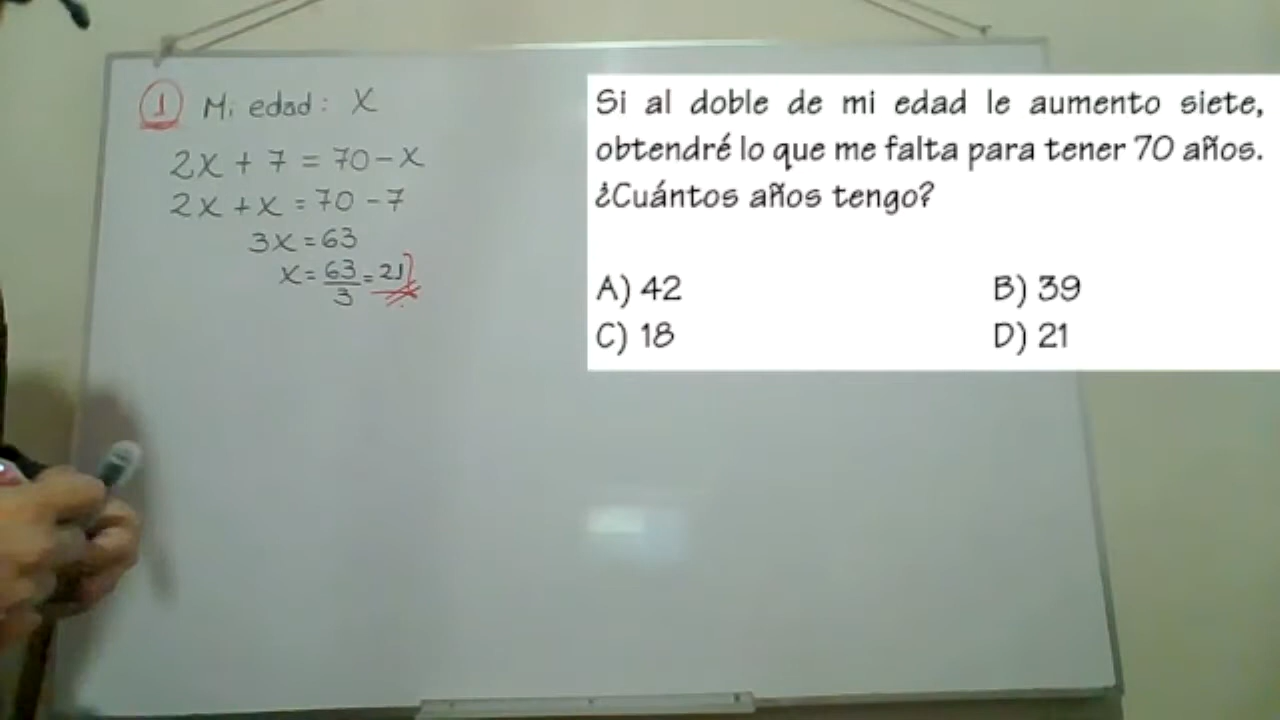 1 Mi edad: X
2X + 7 = 70 - X
2X + X = 70 - 7
3X = 63
X = 63/3 = 21
Si al doble de mi edad le aumento siete,
obtendré lo que me falta para tener 70 años.
¿Cuántos años tengo?
A) 42 B) 39
C) 18 D) 21